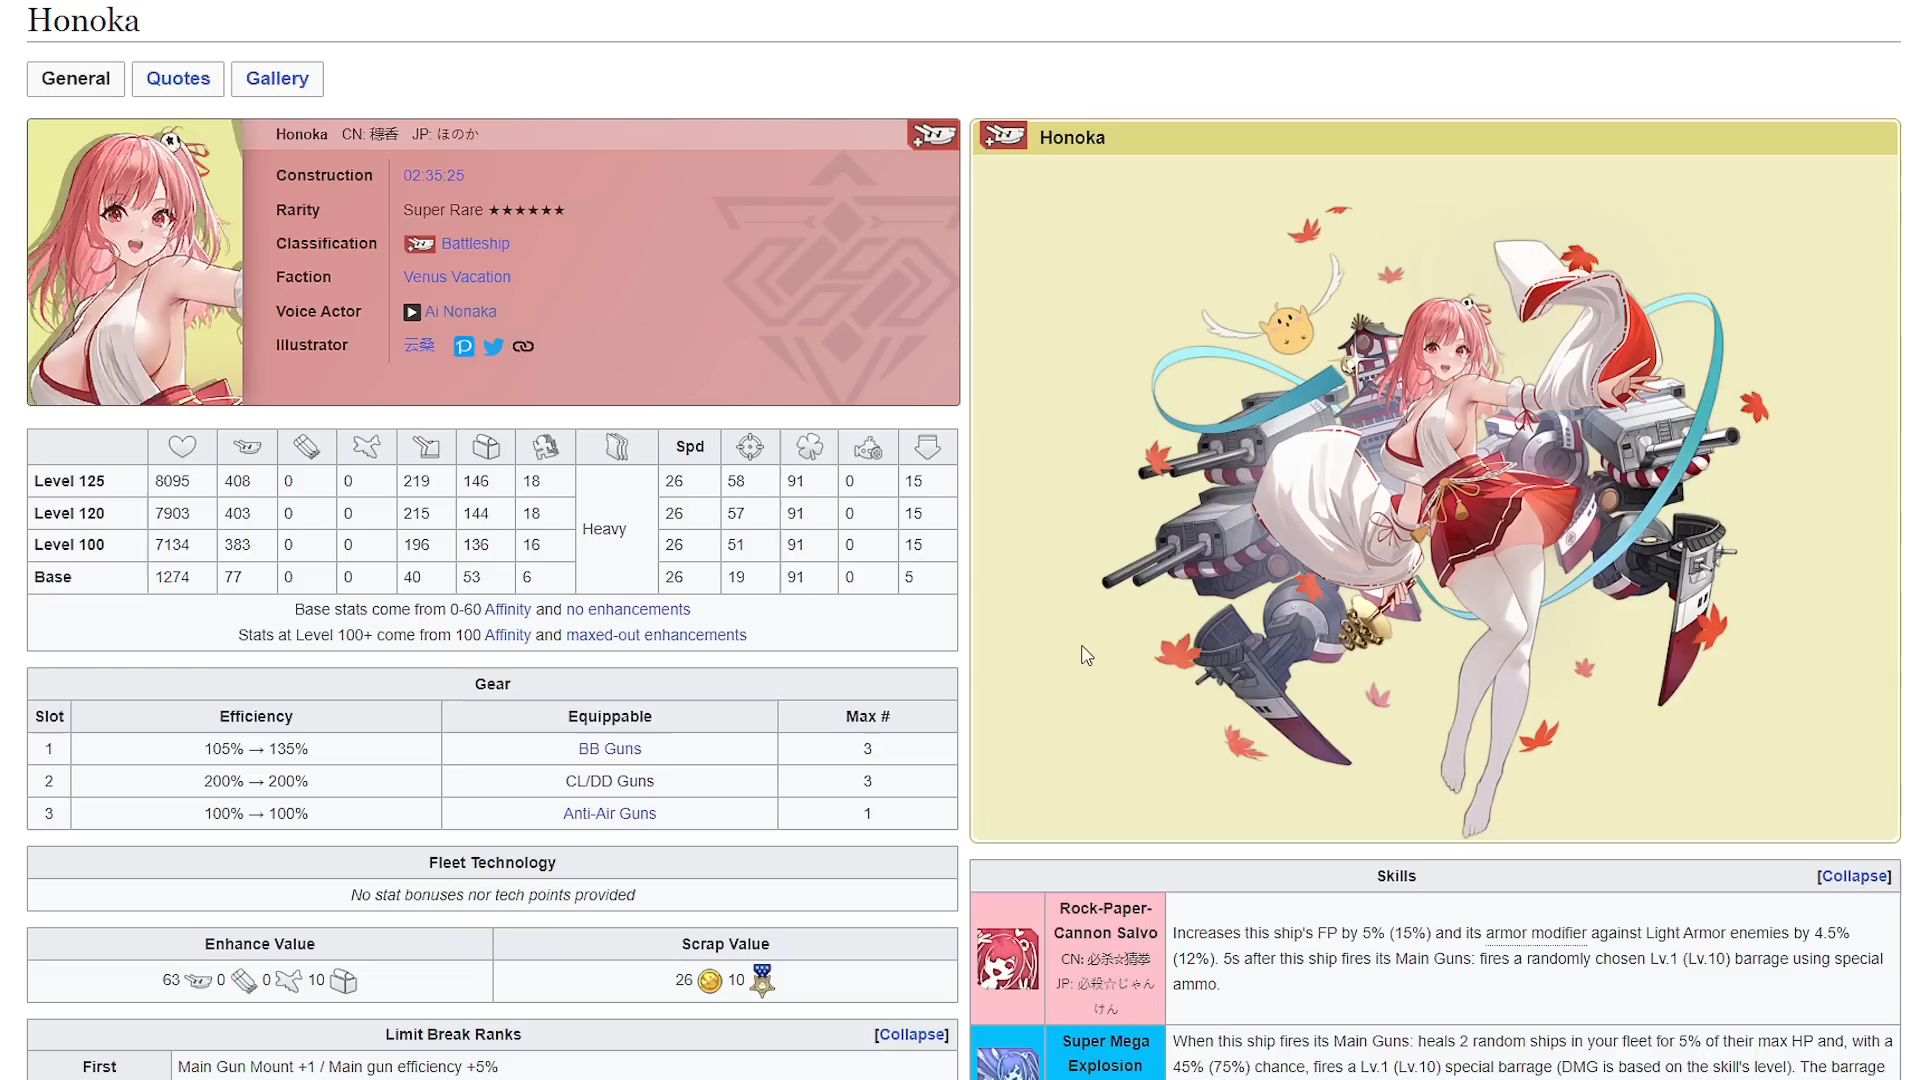 Honoka
General Quotes Gallery
Honoka CN: 穗香 JP: ほのか
Construction 02:35:25
Rarity Super Rare ★★★★★★
Classification Battleship
Faction Venus Vacation
Voice Actor Ai Nonaka
Illustrator 云桑
Spd
Level 125 8095 408 0 0 219 146 18 26 58 91 0 15
Level 120 7903 403 0 0 215 144 18 26 57 91 0 15
Heavy
Level 100 7134 383 0 0 196 136 16 26 51 91 0 15
Base 1274 77 0 0 40 53 6 26 19 91 0 5
Base stats come from 0-60 Affinity and no enhancements
Stats at Level 100+ come from 100 Affinity and maxed-out enhancements
Gear
Slot Efficiency Equippable Max #
1 105% → 135% BB Guns 3
2 200% → 200% CL/DD Guns 3
3 100% → 100% Anti-Air Guns 1
Fleet Technology
No stat bonuses nor tech points provided
Enhance Value Scrap Value
63 0 0 10 26 10
Limit Break Ranks [Collapse]
First Main Gun Mount +1 / Main gun efficiency +5%
Honoka
Skills [Collapse]
Rock-Paper-
Cannon Salvo
CN: 必杀☆猜拳
JP: 必殺☆じゃん
けん
Increases this ship's FP by 5% (15%) and its armor modifier against Light Armor enemies by 4.5%
(12%). 5s after this ship fires its Main Guns: fires a randomly chosen Lv.1 (Lv.10) barrage using special
ammo.
Super Mega
Explosion
When this ship fires its Main Guns: heals 2 random ships in your fleet for 5% of their max HP and, with a
45% (75%) chance, fires a Lv.1 (Lv.10) special barrage (DMG is based on the skill's level). The barrage